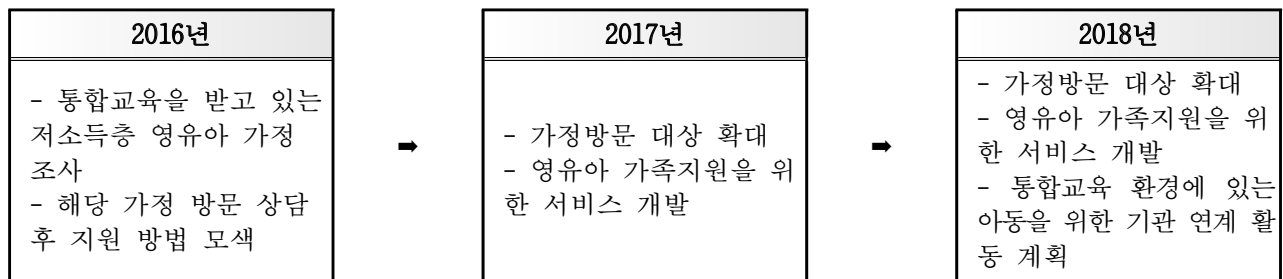 2016년
- 통합교육을 받고 있는
저소득층 영유아 가정
조사
- 해당 가정 방문 상담
후 지원 방법 모색
➡
2017년
- 가정방문 대상 확대
- 영유아 가족지원을 위
한 서비스 개발
➡
2018년
- 가정방문 대상 확대
- 영유아 가족지원을 위
한 서비스 개발
- 통합교육 환경에 있는
아동을 위한 기관 연계 활
동 계획